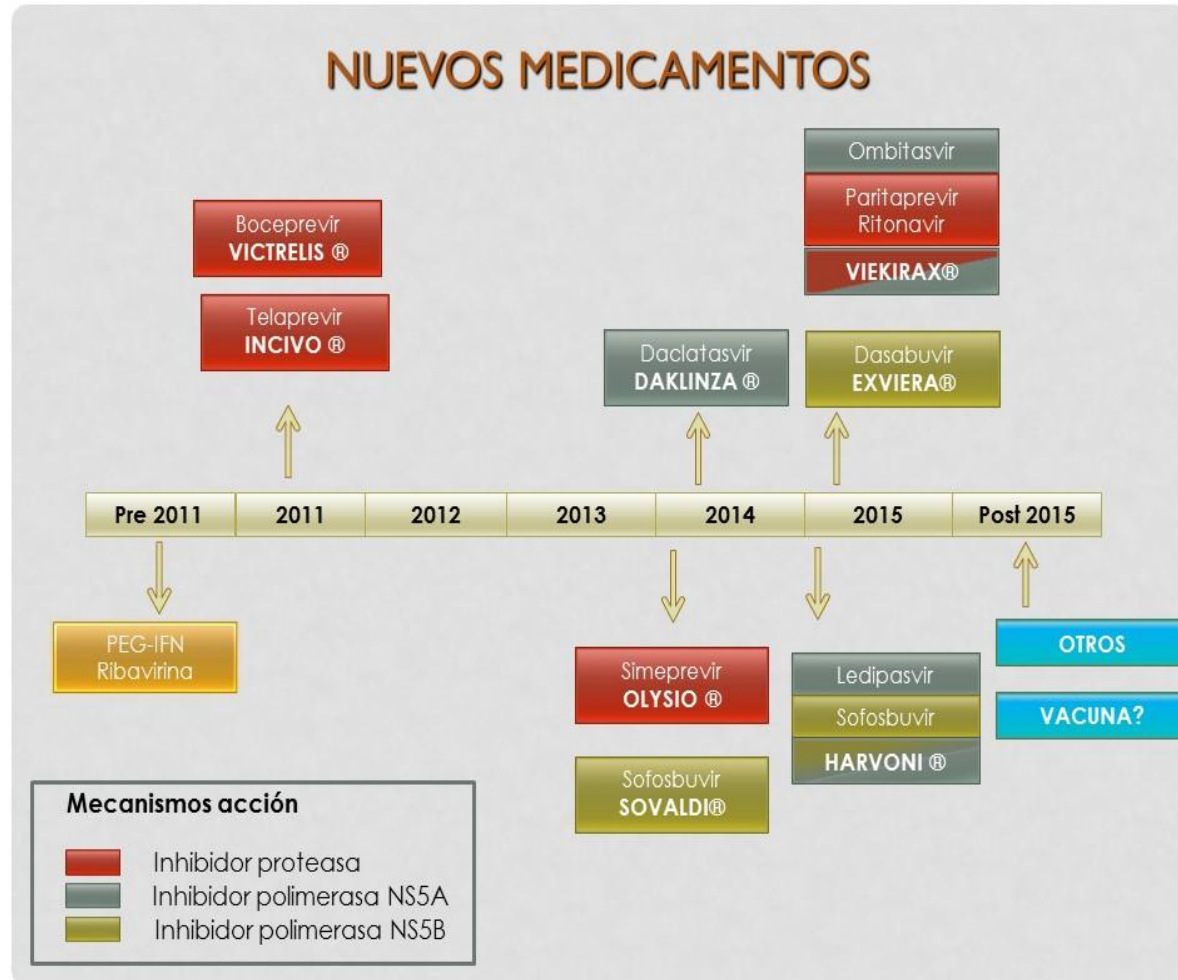 NUEVOS MEDICAMENTOS
Ombitasvir
Paritaprevir
Ritonavir
VIEKIRAX®
Boceprevir
VICTRELIS ®
Telaprevir
INCIVO ®
Daclatasvir
DAKLINZA ®
Dasabuvir
EXVIERA®
Pre 2011
2011
2012
2013
2014
2015
Post 2015
PEG-IFN
Ribavirina
Simeprevir
OLYSIO ®
Sofosbuvir
SOVALDI®
Ledipasvir
Sofosbuvir
HARVONI ®
OTROS
VACUNA?
Mecanismos acción
Inhibidor proteasa
Inhibidor polimerasa NS5A
Inhibidor polimerasa NS5B